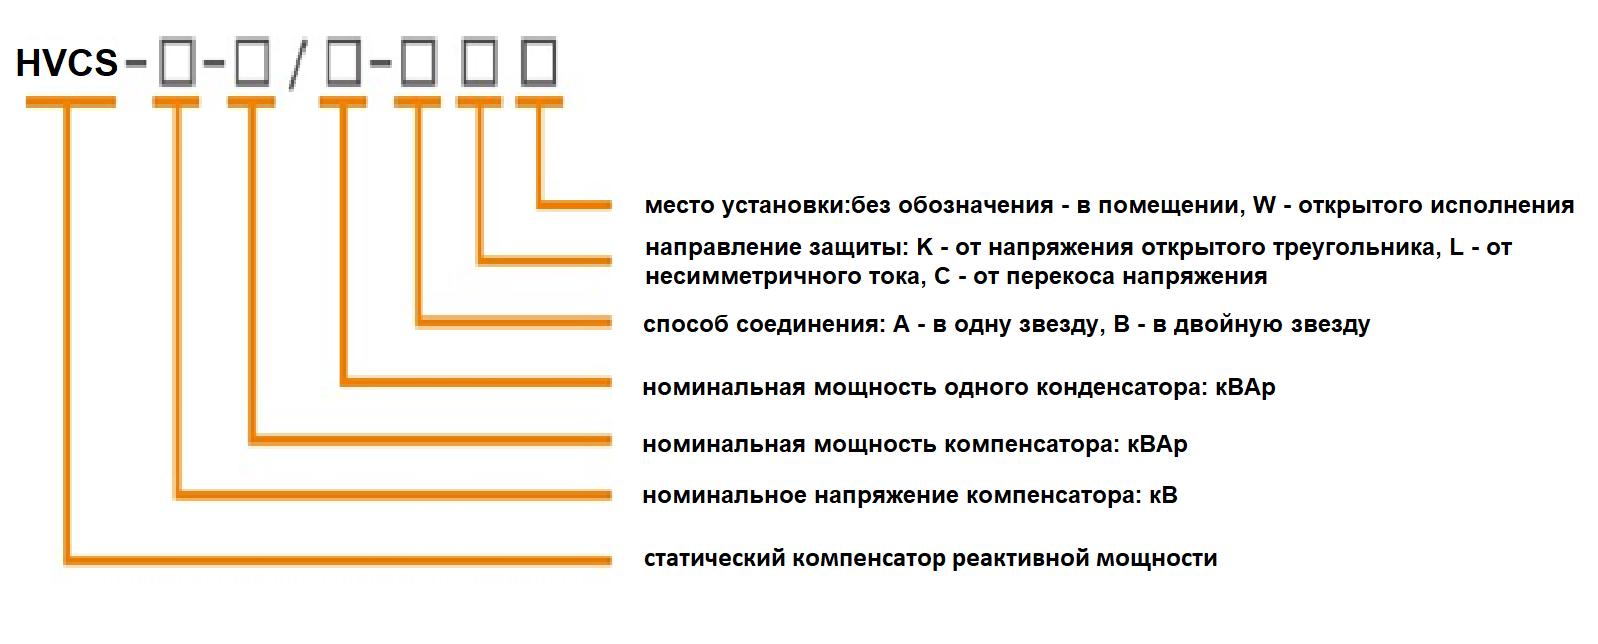 HVCS-□-□/□-□□□
место установки:без обозначения - в помещении, W - открытого исполнения
направление защиты: K - от напряжения открытого треугольника, L - от
несимметричного тока, C - от перекоса напряжения
способ соединения: A - в одну звезду, B - в двойную звезду
номинальная мощность одного конденсатора: кВАр
номинальная мощность компенсатора: кВАр
номинальное напряжение компенсатора: кВ
статический компенсатор реактивной мощности